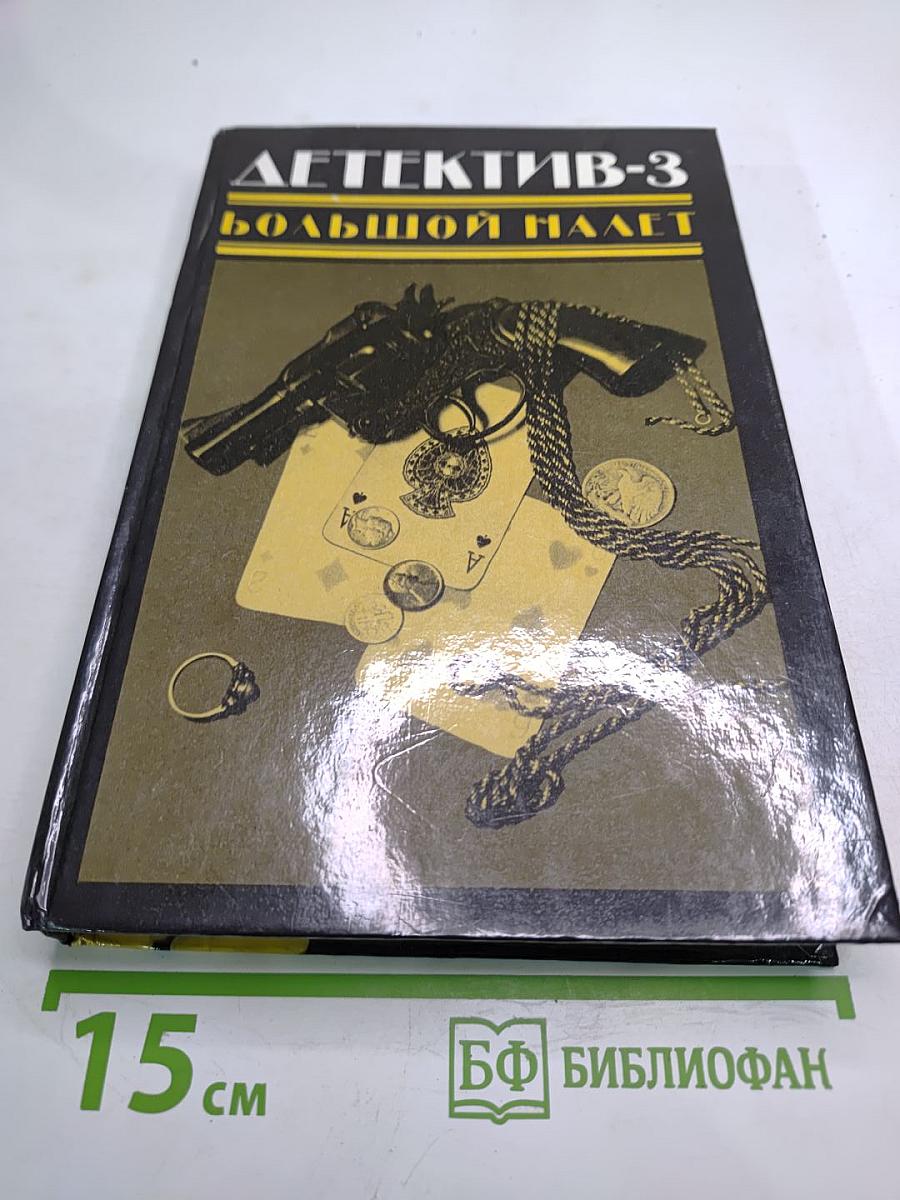 ДЕТЕКТИВ-3
БОЛЬШОЙ НАЛЕТ
A
A
15 см
БФ БИБЛИОФАН